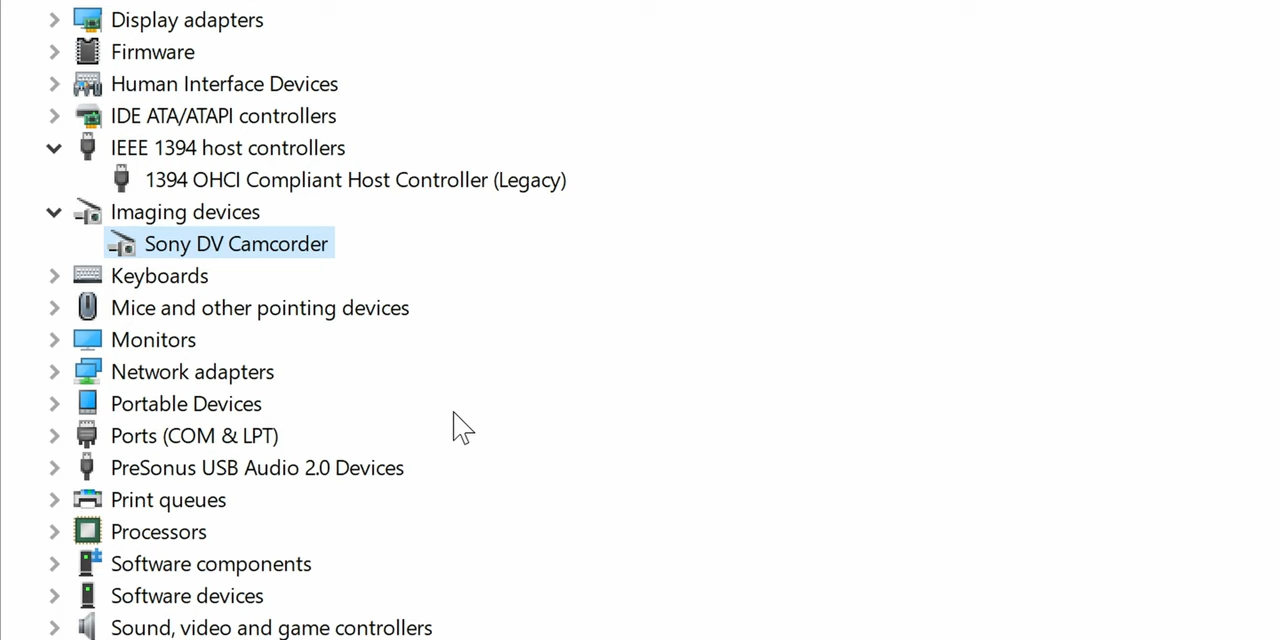 Display adapters
Firmware
Human Interface Devices
IDE ATA/ATAPI controllers
IEEE 1394 host controllers
1394 OHCI Compliant Host Controller (Legacy)
Imaging devices
Sony DV Camcorder
Keyboards
Mice and other pointing devices
Monitors
Network adapters
Portable Devices
Ports (COM & LPT)
PreSonus USB Audio 2.0 Devices
Print queues
Processors
Software components
Software devices
Sound, video and game controllers